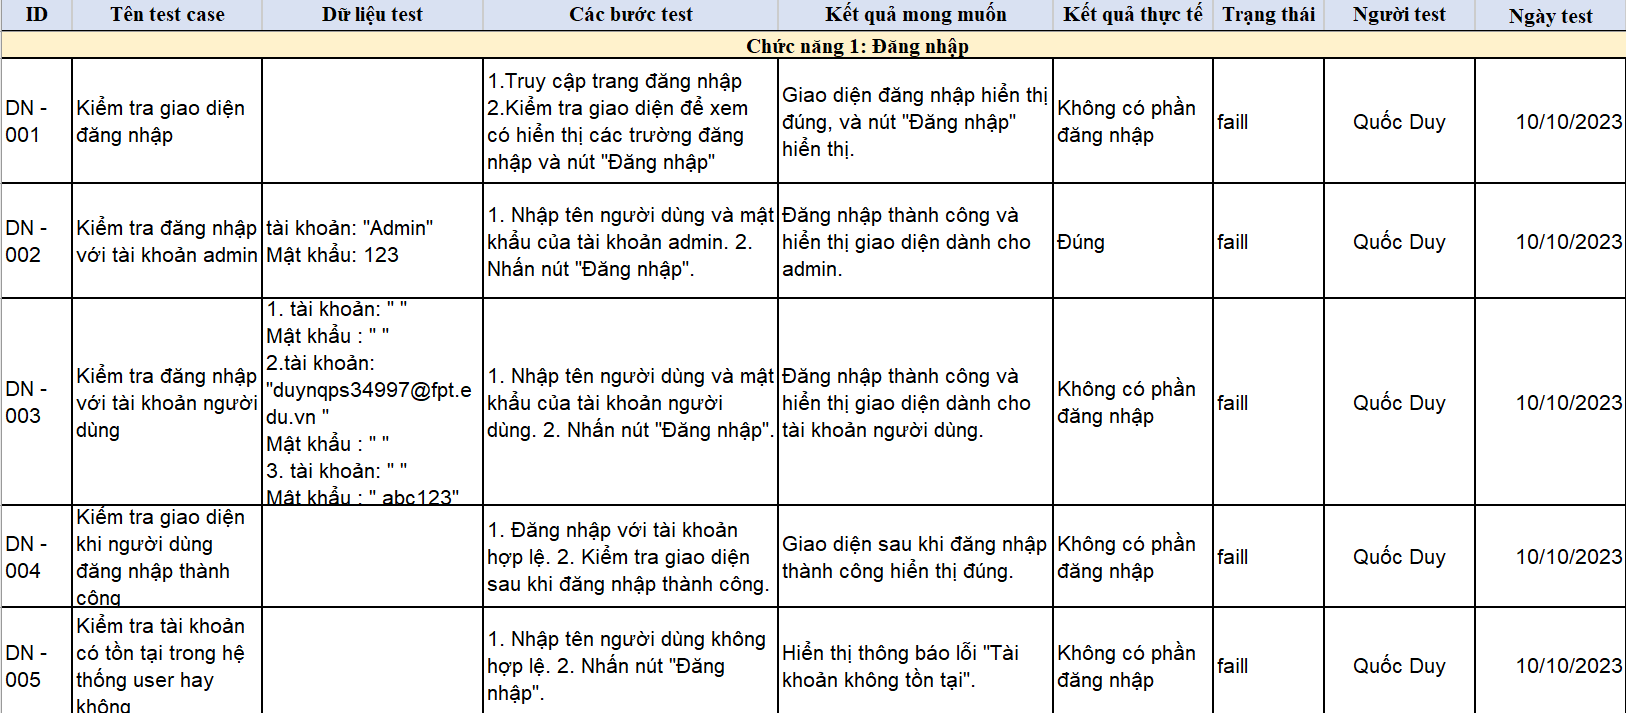 ID Tên test case Dữ liệu test Các bước test Kết quả mong muốn Kết quả thực tế Trạng thái Người test Ngày test
Chức năng 1: Đăng nhập
DN -
001
Kiểm tra giao diện
đăng nhập
1.Truy cập trang đăng nhập
2.Kiểm tra giao diện để xem
có hiển thị các trường đăng
nhập và nút "Đăng nhập"
Giao diện đăng nhập hiển thị
đúng, và nút "Đăng nhập"
hiển thị.
Không có phần
đăng nhập
faill
Quốc Duy
10/10/2023
DN -
002
Kiểm tra đăng nhập
với tài khoản admin
tài khoản: "Admin"
Mật khẩu: 123
1. Nhập tên người dùng và mật
khẩu của tài khoản admin. 2.
Nhấn nút "Đăng nhập".
Đăng nhập thành công và
hiển thị giao diện dành cho
admin.
Đúng
faill
Quốc Duy
10/10/2023
DN -
003
Kiểm tra đăng nhập
với tài khoản người
dùng
1. tài khoản: " "
Mật khẩu : " "
2.tài khoản:
"duynqps34997@fpt.e
du.vn "
Mật khẩu : " "
3. tài khoản: " "
Mật khẩu : " abc123"
1. Nhập tên người dùng và mật
khẩu của tài khoản người
dùng. 2. Nhấn nút "Đăng nhập".
Đăng nhập thành công và
hiển thị giao diện dành cho
tài khoản người dùng.
Không có phần
đăng nhập
faill
Quốc Duy
10/10/2023
DN -
004
Kiểm tra giao diện
khi người dùng
đăng nhập thành
công
1. Đăng nhập với tài khoản
hợp lệ. 2. Kiểm tra giao diện
sau khi đăng nhập thành công.
Giao diện sau khi đăng nhập
thành công hiển thị đúng.
Không có phần
đăng nhập
faill
Quốc Duy
10/10/2023
DN -
005
Kiểm tra tài khoản
có tồn tại trong hệ
thống user hay
không
1. Nhập tên người dùng không
hợp lệ. 2. Nhấn nút "Đăng
nhập".
Hiển thị thông báo lỗi "Tài
khoản không tồn tại".
Không có phần
đăng nhập
faill
Quốc Duy
10/10/2023